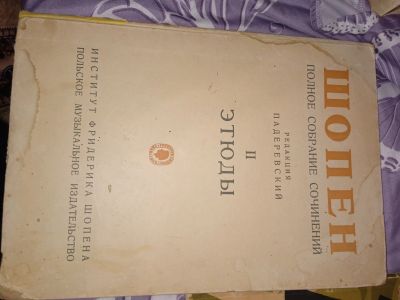 ШОПЕН
ПОЛНОЕ СОБРАНИЕ СОЧИНЕНИЙ
РЕДАКЦИЯ
ПАДЕРЕВСКИЙ
II
ЭТЮДЫ
ИНСТИТУТ ФРИДЕРИКА ШОПЕНА
ПОЛЬСКОЕ МУЗЫКАЛЬНОЕ ИЗДАТЕЛЬСТВО